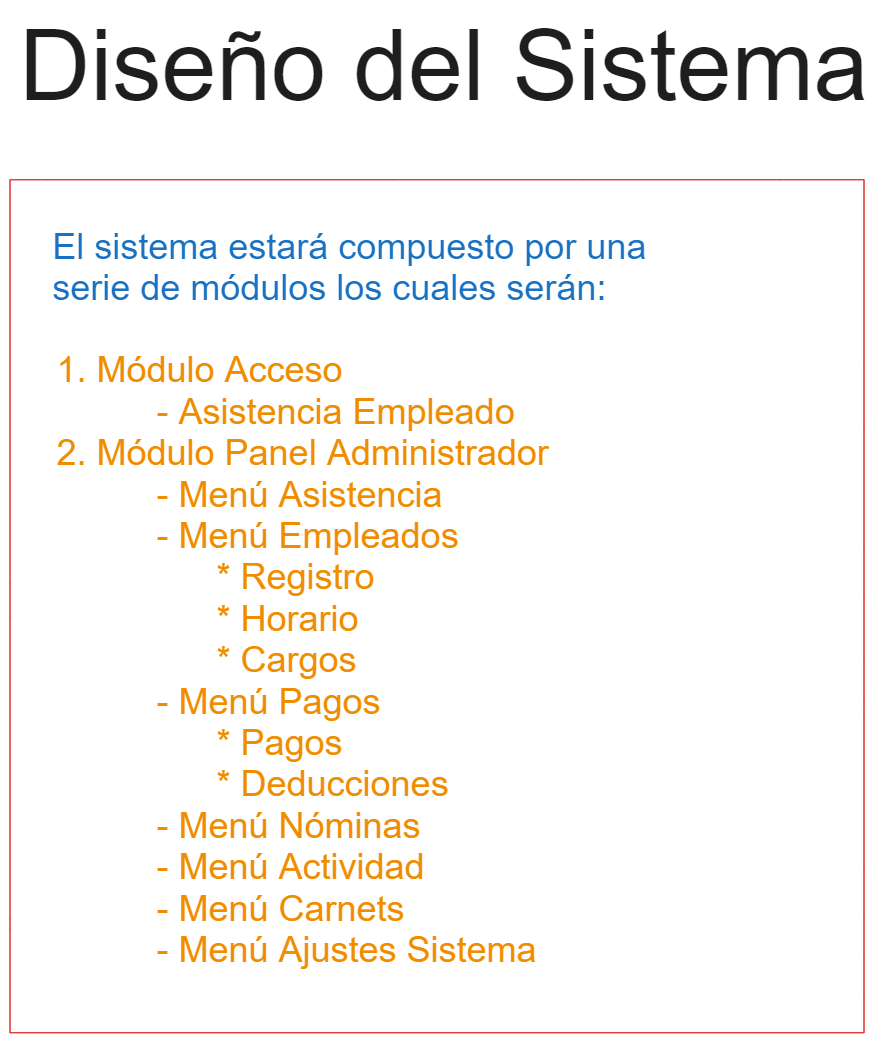 Diseño del Sistema
El sistema estará compuesto por una
serie de módulos los cuales serán:
1. Módulo Acceso
- Asistencia Empleado
2. Módulo Panel Administrador
- Menú Asistencia
- Menú Empleados
* Registro
* Horario
* Cargos
- Menú Pagos
* Pagos
* Deducciones
- Menú Nóminas
- Menú Actividad
- Menú Carnets
- Menú Ajustes Sistema